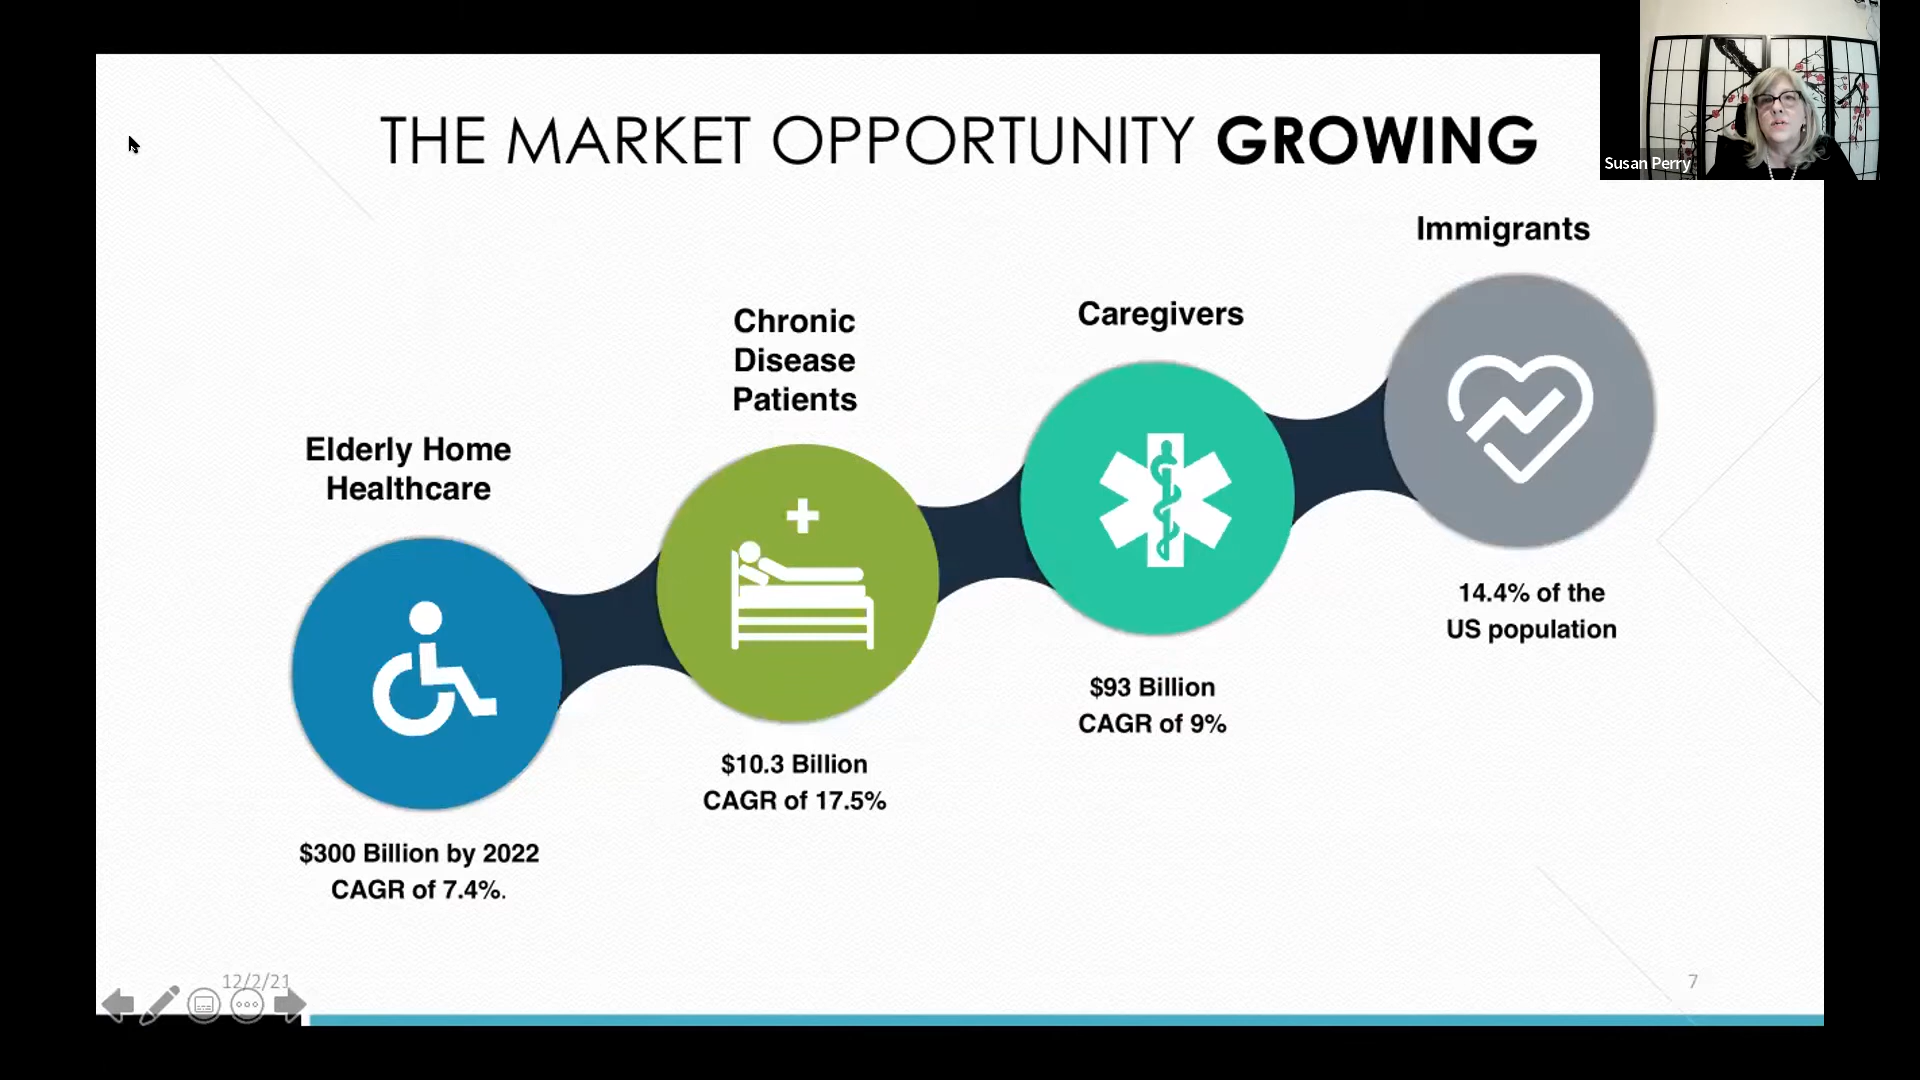 THE MARKET OPPORTUNITY GROWING
Susan Perry
Immigrants
Chronic
Disease
Patients
Caregivers
Elderly Home
Healthcare
14.4% of the
US population
$93 Billion
CAGR of 9%
$10.3 Billion
CAGR of 17.5%
$300 Billion by 2022
CAGR of 7.4%.
12/2/21
7